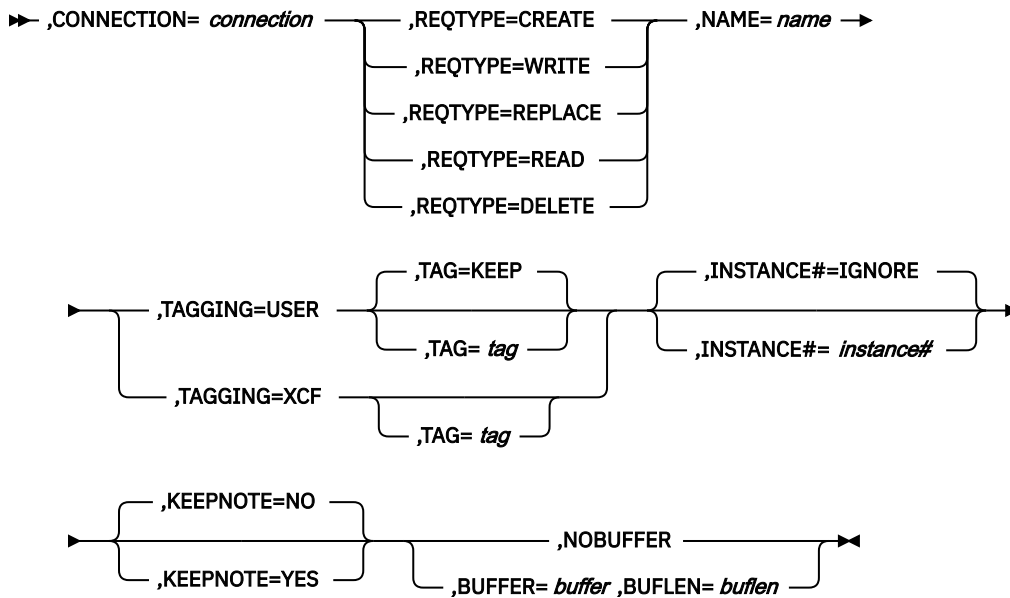 ,CONNECTION= connection ,REQTYPE=CREATE ,NAME= name
,REQTYPE=WRITE
,REQTYPE=REPLACE
,REQTYPE=READ
,REQTYPE=DELETE
,TAG=KEEP ,INSTANCE#=IGNORE
,TAGGING=USER
,TAG= tag ,INSTANCE#= instance#
,TAGGING=XCF
,TAG= tag
,KEEPNOTE=NO
,NOBUFFER
,KEEPNOTE=YES ,BUFFER= buffer ,BUFLEN= buflen